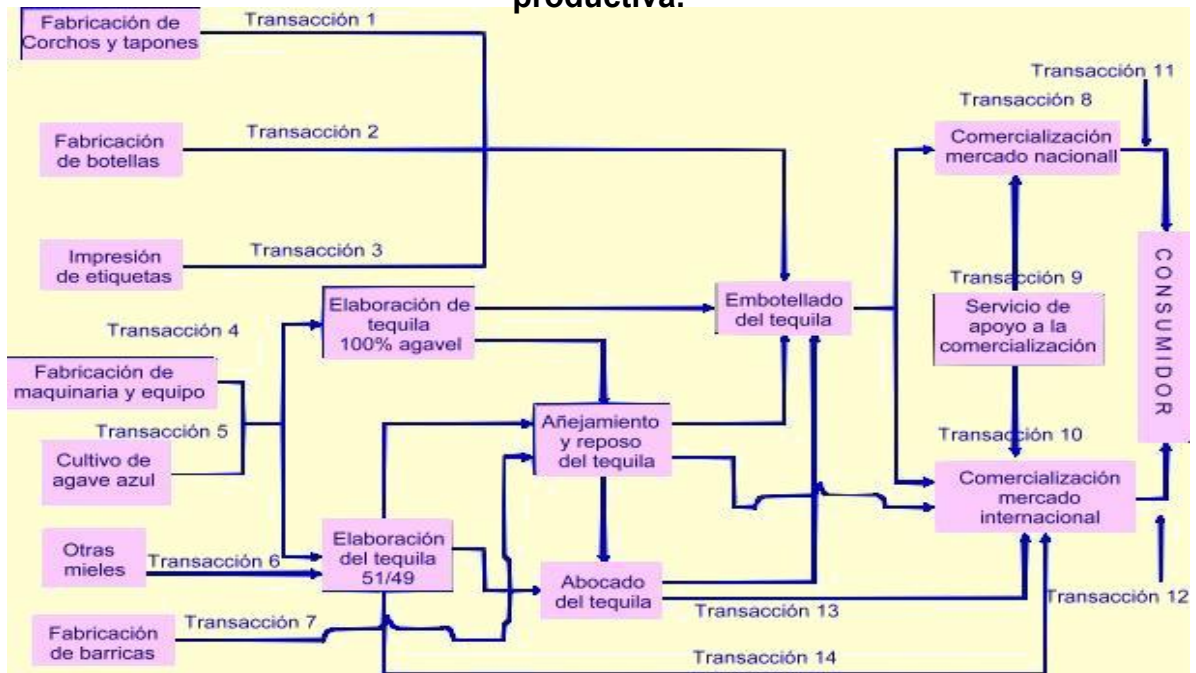 productiva.
Fabricación de
Corchos y tapones
Transacción 1
Fabricación
de botellas
Transacción 2
Impresión
de etiquetas
Transacción 3
Transacción 4
Fabricación de
maquinaria y equipo
Transacción 5
Cultivo de
agave azul
Otras
mieles
Transacción 6
Fabricación
de barricas
Transacción 7
Elaboración de
tequila
100% agavel
Elaboración
del tequila
51/49
Añejamiento
y reposo
del tequila
Abocado
del tequila
Embotellado
del tequila
Transacción 11
Transacción 8
Comercialización
mercado nacionall
Transacción 9
Servicio de
apoyo a la
comercialización
Transacción 10
Comercialización
mercado
internacional
CONSUMIDOR
Transacción 12
Transacción 13
Transacción 14